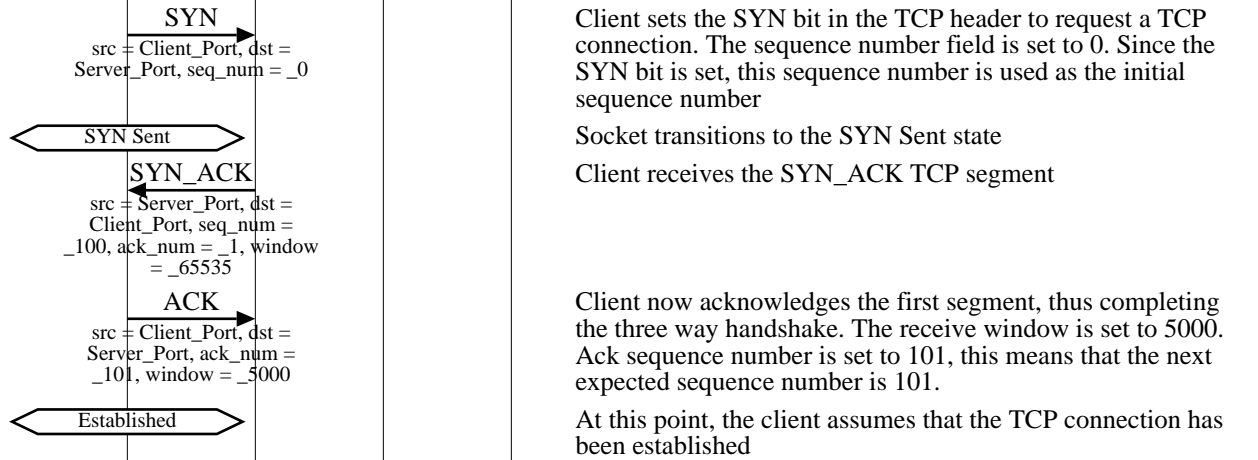 SYN
src = Client_Port, dst =
Server_Port, seq_num = _0
Client sets the SYN bit in the TCP header to request a TCP
connection. The sequence number field is set to 0. Since the
SYN bit is set, this sequence number is used as the initial
sequence number
SYN Sent
Socket transitions to the SYN Sent state
SYN_ACK
src = Server_Port, dst =
Client_Port, seq_num =
_100, ack_num = _1, window
= _65535
Client receives the SYN_ACK TCP segment
ACK
src = Client_Port, dst =
Server_Port, ack_num =
_101, window = _5000
Client now acknowledges the first segment, thus completing
the three way handshake. The receive window is set to 5000.
Ack sequence number is set to 101, this means that the next
expected sequence number is 101.
Established
At this point, the client assumes that the TCP connection has
been established